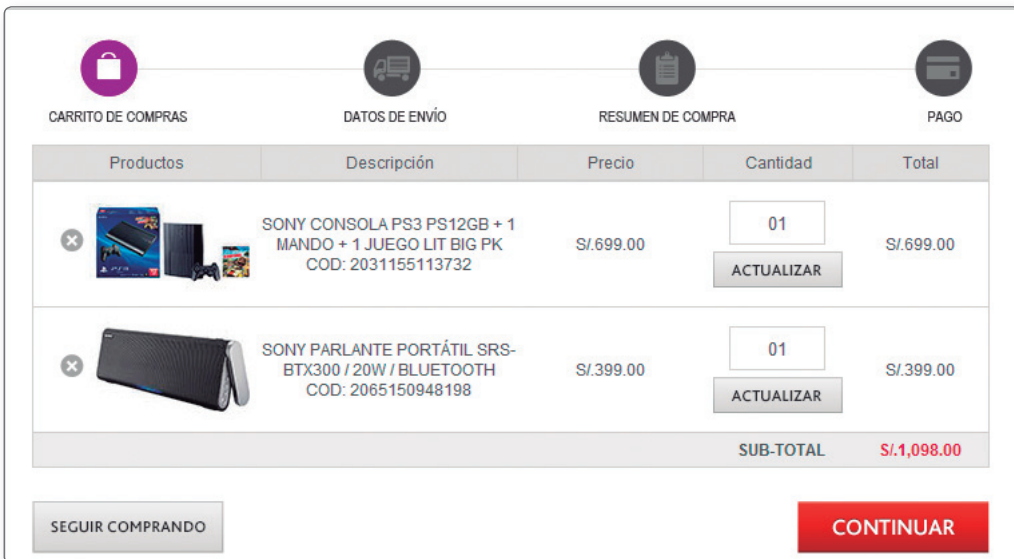 CARRITO DE COMPRAS
DATOS DE ENVÍO
RESUMEN DE COMPRA
PAGO
Productos
Descripción
Precio
Cantidad
Total
SONY CONSOLA PS3 PS12GB + 1
MANDO + 1 JUEGO LIT BIG PK
COD: 2031155113732
S/.699.00
01
ACTUALIZAR
S/.699.00
SONY PARLANTE PORTÁTIL SRS-
BTX300 / 20W / BLUETOOTH
COD: 2065150948198
S/.399.00
01
ACTUALIZAR
S/.399.00
SUB-TOTAL
S/.1,098.00
SEGUIR COMPRANDO
CONTINUAR